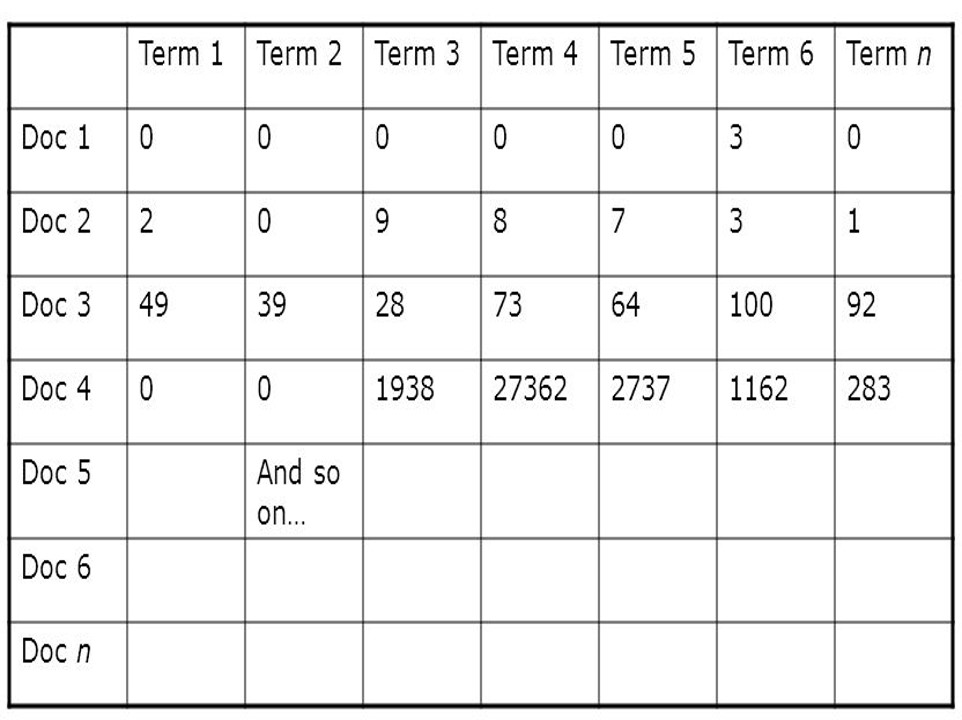 Term 1 Term 2 Term 3 Term 4 Term 5 Term 6 Term n
Doc 1 0 0 0 0 0 3 0
Doc 2 2 0 9 8 7 3 1
Doc 3 49 39 28 73 64 100 92
Doc 4 0 0 1938 27362 2737 1162 283
Doc 5 And so
on...
Doc 6
Doc n